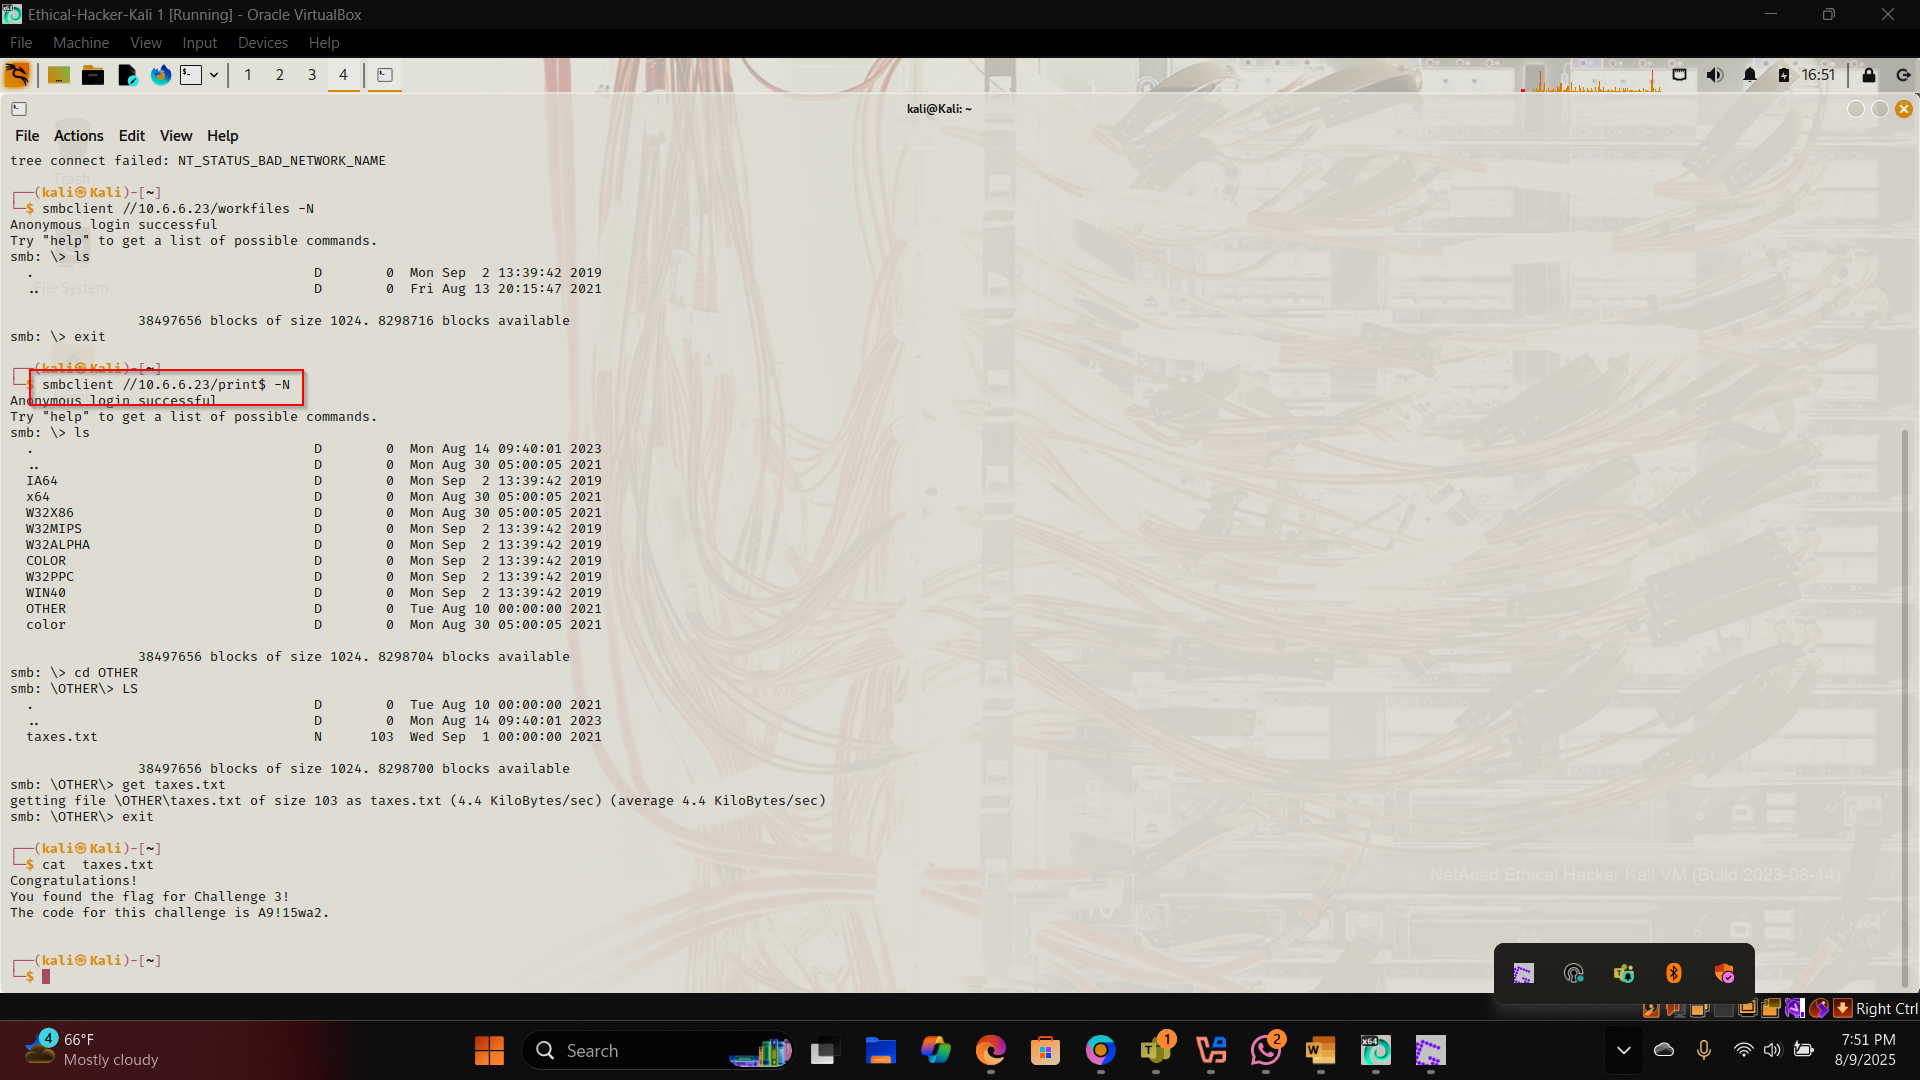 Ethical-Hacker-Kali 1 [Running] - Oracle VirtualBox
File Machine View Input Devices Help
1 2 3 4 16:51
kali@Kali: ~
File Actions Edit View Help
tree connect failed: NT_STATUS_BAD_NETWORK_NAME
Trash
┌──(kali㉿Kali)-[~]
└─$ smbclient //10.6.6.23/workfiles -N
Anonymous login successful
Try "help" to get a list of possible commands.
smb: \> ls
. D 0 Mon Sep 2 13:39:42 2019
.. D 0 Fri Aug 13 20:15:47 2021
File System
38497656 blocks of size 1024. 8298716 blocks available
smb: \> exit
┌──(kali㉿Kali)-[~]
└─$ smbclient //10.6.6.23/print$ -N
Anonymous login successful
Try "help" to get a list of possible commands.
smb: \> ls
. D 0 Mon Aug 14 09:40:01 2023
.. D 0 Mon Aug 30 05:00:05 2021
IA64 D 0 Mon Sep 2 13:39:42 2019
x64 D 0 Mon Aug 30 05:00:05 2021
W32X86 D 0 Mon Aug 30 05:00:05 2021
W32MIPS D 0 Mon Sep 2 13:39:42 2019
W32ALPHA D 0 Mon Sep 2 13:39:42 2019
COLOR D 0 Mon Sep 2 13:39:42 2019
W32PPC D 0 Mon Sep 2 13:39:42 2019
WIN40 D 0 Mon Sep 2 13:39:42 2019
OTHER D 0 Tue Aug 10 00:00:00 2021
color D 0 Mon Aug 30 05:00:05 2021
38497656 blocks of size 1024. 8298704 blocks available
smb: \> cd OTHER
smb: \OTHER\> LS
. D 0 Tue Aug 10 00:00:00 2021
.. D 0 Mon Aug 14 09:40:01 2023
taxes.txt N 103 Wed Sep 1 00:00:00 2021
38497656 blocks of size 1024. 8298700 blocks available
smb: \OTHER\> get taxes.txt
getting file \OTHER\taxes.txt of size 103 as taxes.txt (4.4 KiloBytes/sec) (average 4.4 KiloBytes/sec)
smb: \OTHER\> exit
┌──(kali㉿Kali)-[~]
└─$ cat taxes.txt
Congratulations!
You found the flag for Challenge 3!
The code for this challenge is A9!15wa2.
NetAcad Ethical Hacker Kali VM (Build 2023-08-14)
┌──(kali㉿Kali)-[~]
└─$
Right Ctrl
4 66°F
Mostly cloudy
Search
1
2
7:51 PM
8/9/2025